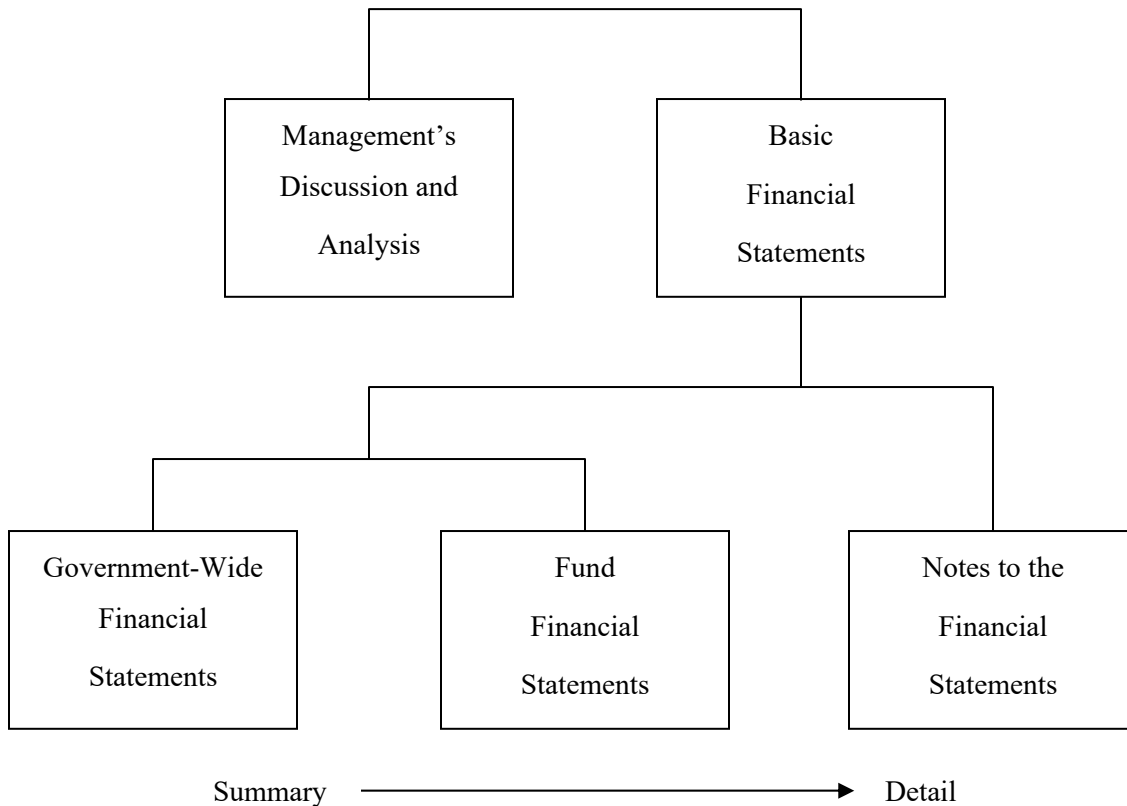 Management’s
Discussion and
Analysis
Basic
Financial
Statements
Government-Wide
Financial
Statements
Fund
Financial
Statements
Notes to the
Financial
Statements
Summary
Detail